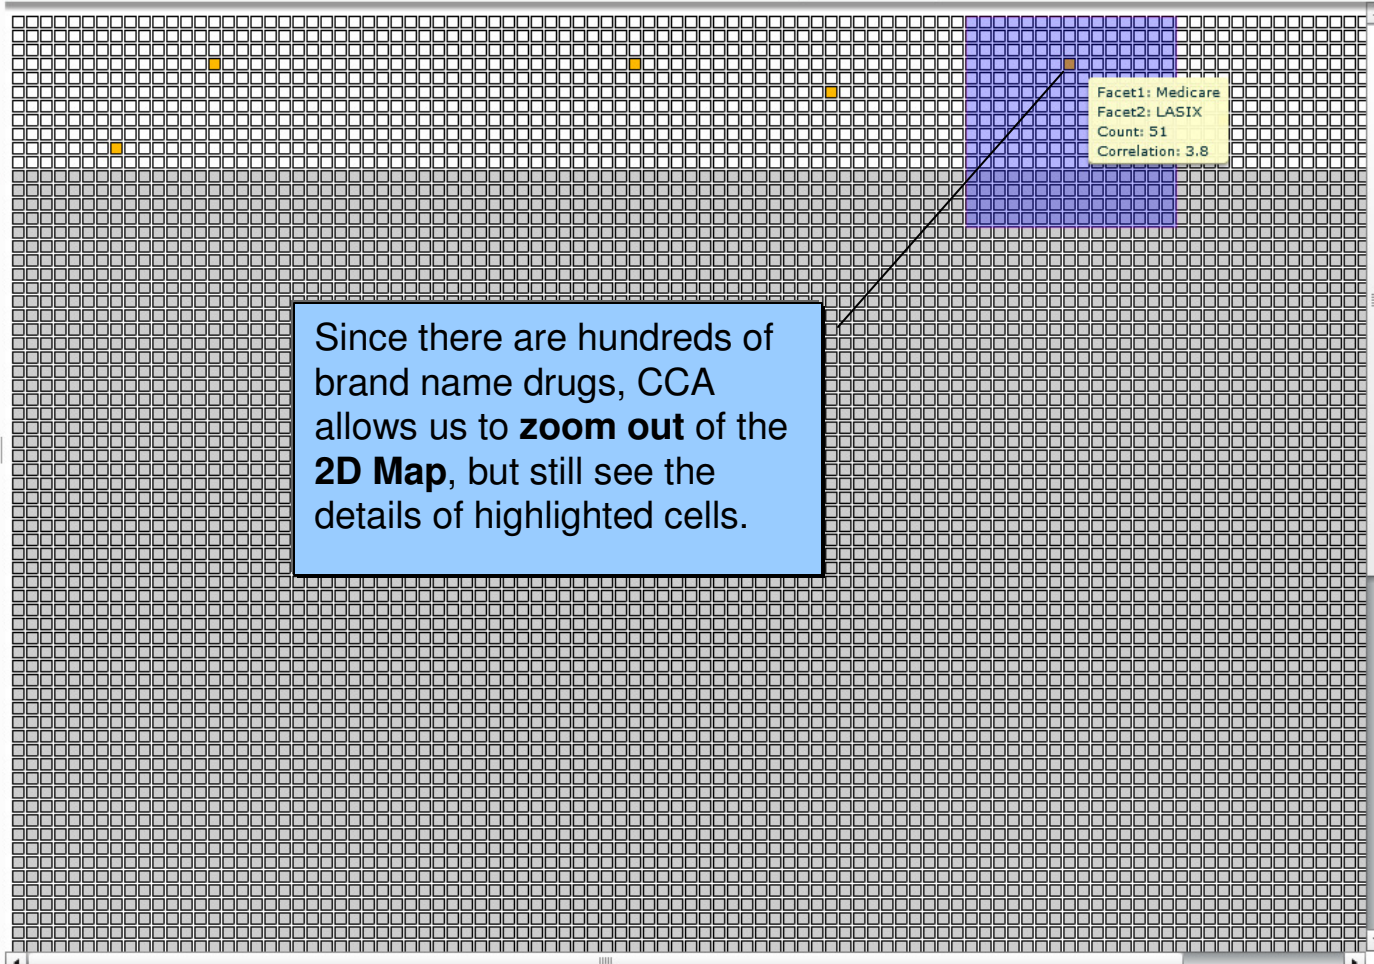 Facet1: Medicare
Facet2: LASIX
Count: 51
Correlation: 3.8
Since there are hundreds of
brand name drugs, CCA
allows us to zoom out of the
2D Map, but still see the
details of highlighted cells.